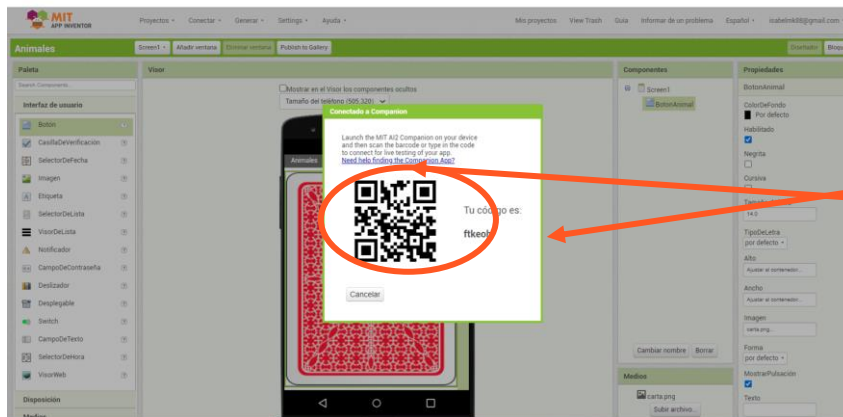 MIT
APP INVENTOR
Proyectos Conectar Generar Settings Ayuda Mis proyectos View Trash Guía Informar de un problema Español isabelmk88@gmail.com
Animales Screen1 Añadir ventana Eliminar ventana Publish to Gallery Diseñador Bloqu
Paleta Visor Componentes Propiedades
Search Components...
Interfaz de usuario
Botón
CasillaDeVerificación
SelectorDeFecha
Imagen
Etiqueta
SelectorDeLista
VisorDeLista
Notificador
CampoDeContraseña
Deslizador
Desplegable
Switch
CampoDeTexto
SelectorDeHora
VisorWeb
Disposición
Medios
Mostrar en el Visor los componentes ocultos
Tamaño del teléfono (505,320)
Animales
Conectado a Companion
Launch the MIT AI2 Companion on your device
and then scan the barcode or type in the code
to connect for live testing of your app.
Need help finding the Companion App?
Tu código es:
Cancelar
Screen1
BotonAnimal
Cambiar nombre Borrar
Medios
carta.png
Subir archivo...
BotonAnimal
ColorDeFondo
Por defecto
Habilitado
Negrita
Cursiva
14.0
TipoDeLetra
por defecto
Alto
Ajustar al contenedor...
Ancho
Ajustar al contenedor...
Imagen
carta.png...
Forma
por defecto
MostrarPulsación
Texto